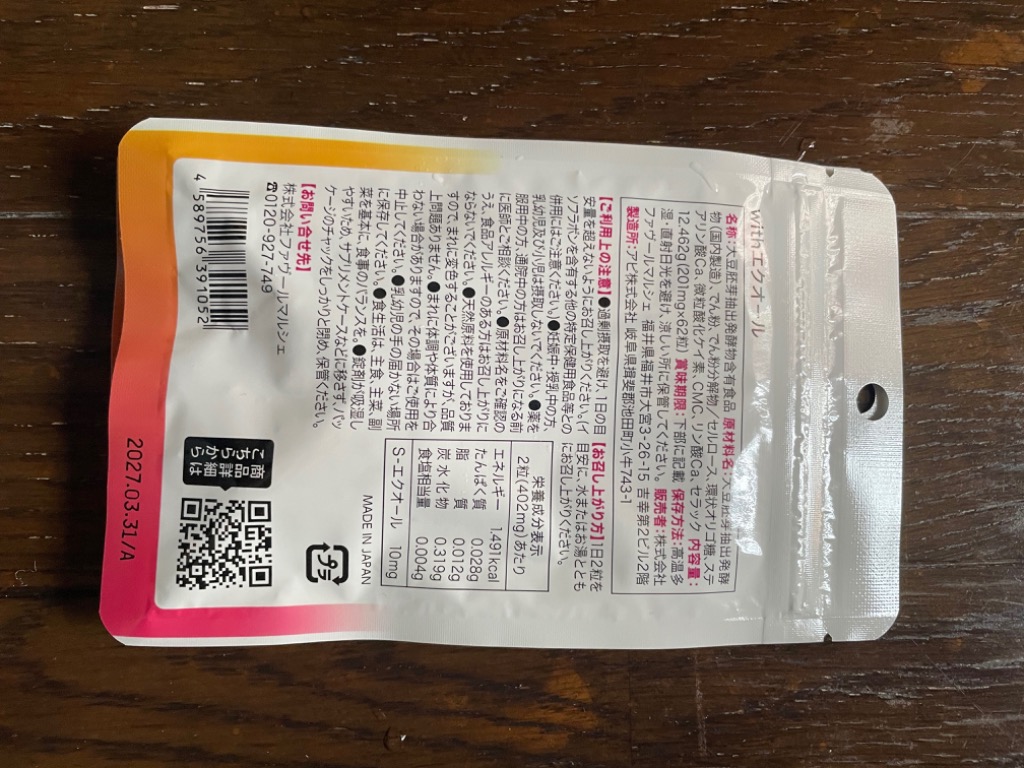 withエクオール
名称:大豆胚芽抽出発酵物含有食品 原材料名:大豆胚芽抽出発酵
物(国内製造)、でん粉、でん粉分解物/セルロース、環状オリゴ糖、ステ
アリン酸Ca、微粒酸化ケイ素、CMC、リン酸Ca、セラック 内容量:
12.462g(201mg×62粒) 賞味期限:下部に記載 保存方法:高温多
湿、直射日光を避け、涼しい所に保管してください。 販売者:株式会社
ファヴールマルシェ 福井県福井市大宮3-26-15 吉幸第2ビル2階
製造所:アピ株式会社 岐阜県揖斐郡池田町小牛743-1
【ご利用上の注意】●過剰摂取を避け、1日の目
安量を超えないようにお召し上がりください。(イ
ソフラボンを含有する他の特定保健用食品等との
併用にはご注意ください。)●妊娠中・授乳中の方、
乳幼児及び小児は摂取しないでください。●薬を
服用中の方、通院中の方はお召し上がりになる前
に医師とご相談ください。●原材料名をご確認の
うえ、食品アレルギーのある方はお召し上がりに
ならないでください。●天然原料を使用しておりま
すので、まれに変色することがございますが、品質
上問題ありません。●まれに体調や体質により合
わない場合がありますので、その場合はご使用を
中止してください。●乳幼児の手の届かない場所
に保存してください。●食生活は、主食、主菜、副
菜を基本に、食事のバランスを。●錠剤が吸湿し
やすいため、サプリメントケースなどに移さず、パッ
ケージのチャックをしっかりと閉め、保管ください。
【お問い合せ先】
株式会社ファヴールマルシェ
☎0120-927-749
4 589756 391052
【お召し上がり方】1日2粒を
目安に、水またはお湯ととも
にお召し上がりください。
栄養成分表示
2粒(402mg)あたり
エネルギー 1.491kcal
たんぱく質 0.028g
脂質 0.012g
炭水化物 0.319g
食塩相当量 0.004g
S-エクオール 10mg
MADE IN JAPAN
プラ
商品詳細は
こちらから
2027.03.31/A